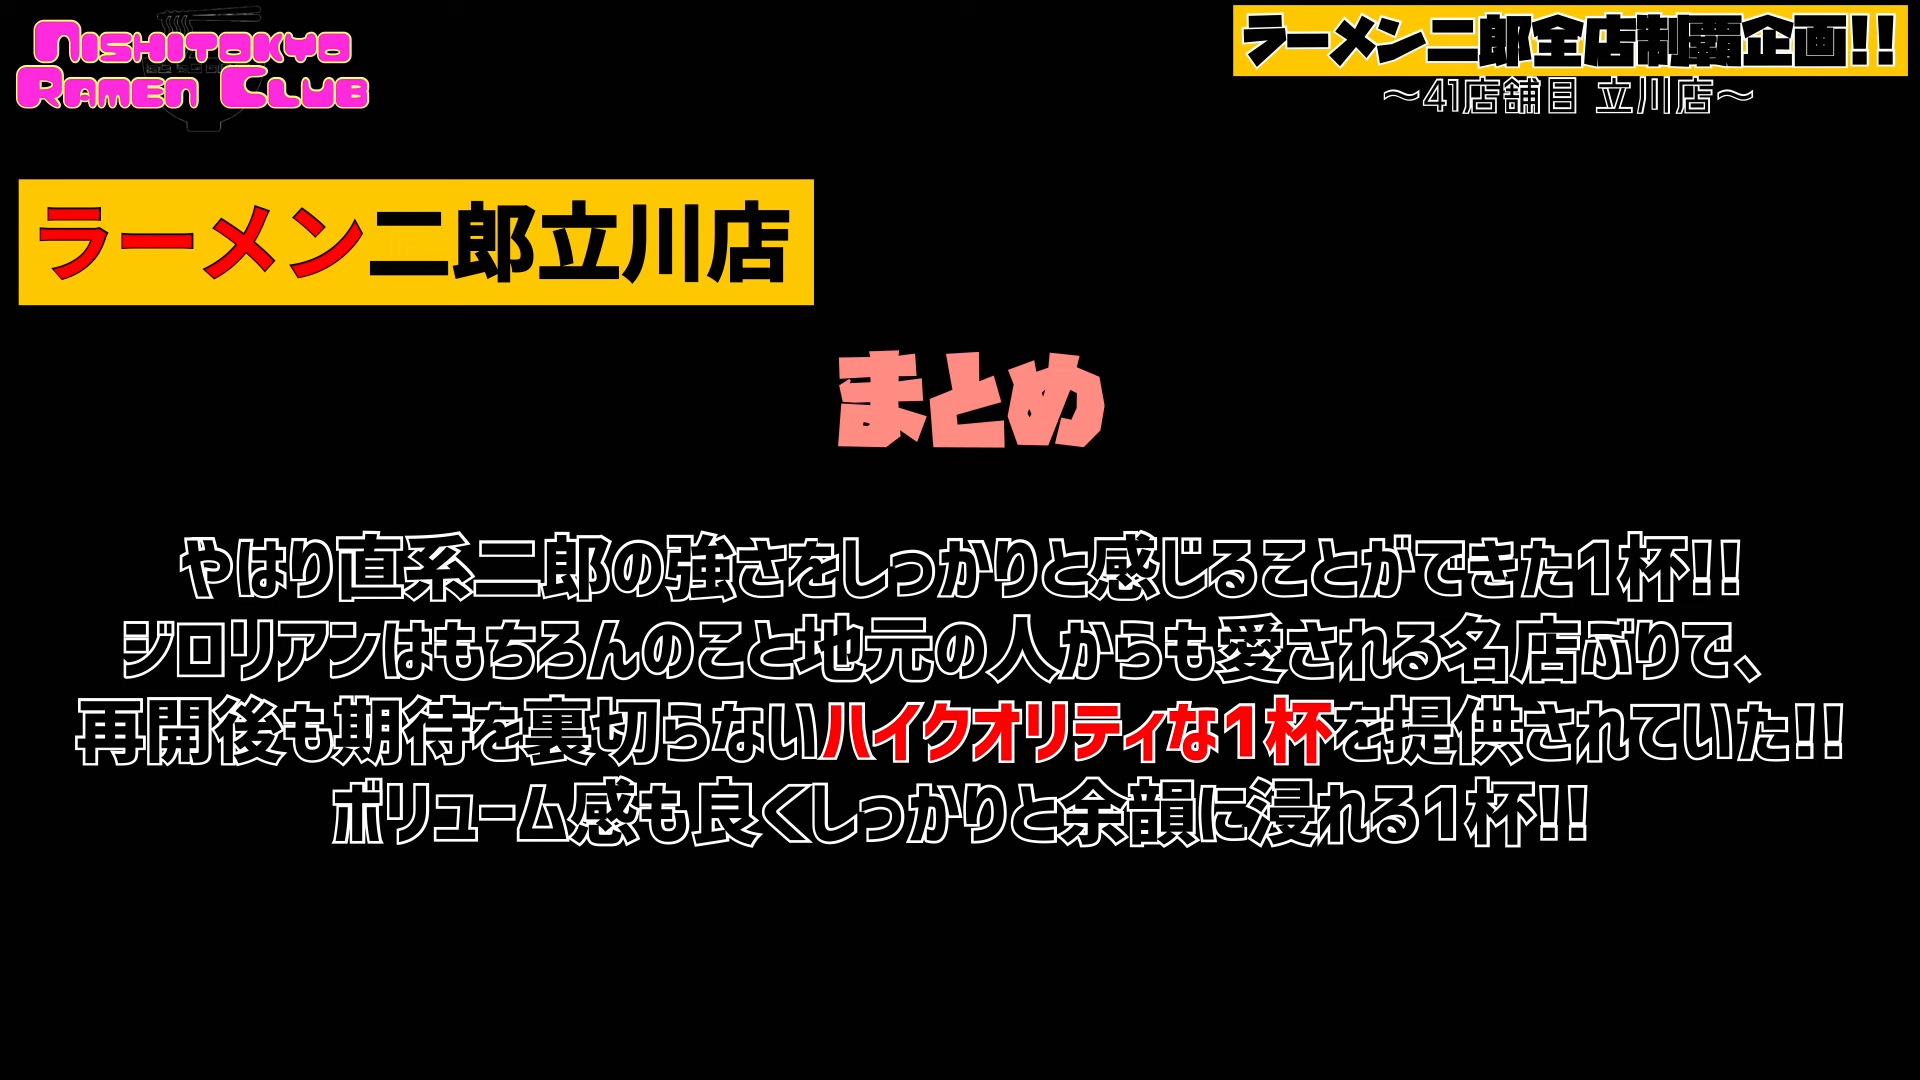 NISHITOKYO
RAMEN CLUB
ラーメン二郎全店制覇企画!!
〜41店舗目 立川店〜
ラーメン二郎立川店
まとめ
やはり直系二郎の強さをしっかりと感じることができた1杯!!
ジロリアンはもちろんのこと地元の人からも愛される名店ぶりで、
再開後も期待を裏切らないハイクオリティな1杯を提供されていた!!
ボリューム感も良くしっかりと余韻に浸れる1杯!!